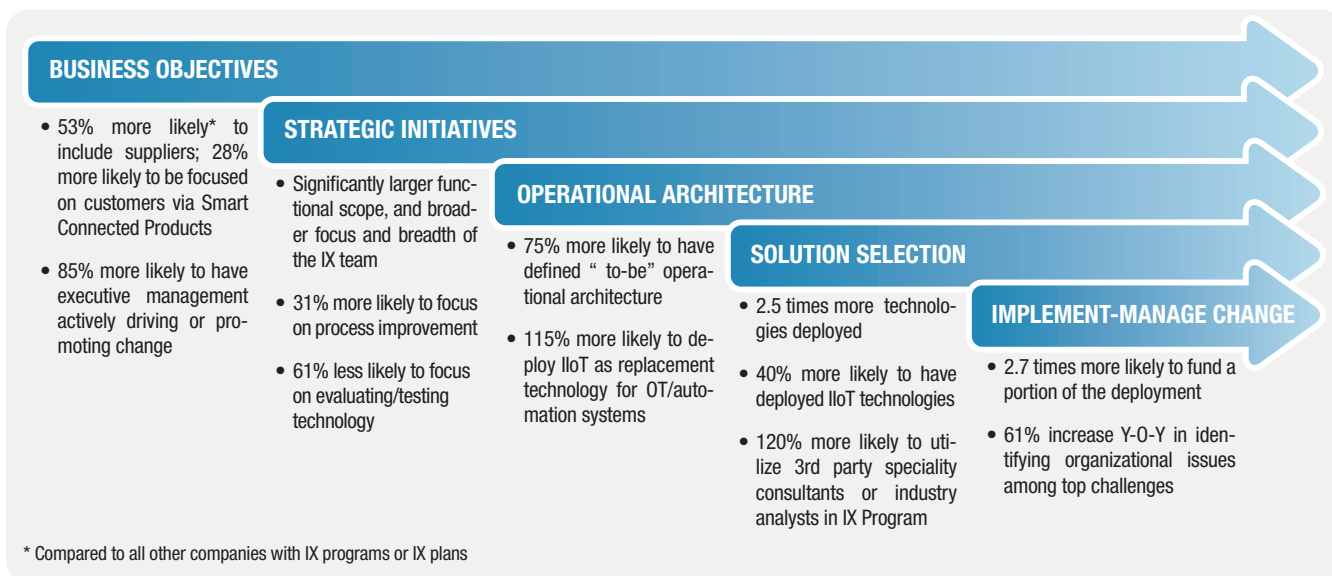 BUSINESS OBJECTIVES
• 53% more likely* to
include suppliers; 28%
more likely to be focused
on customers via Smart
Connected Products
• 85% more likely to have
executive management
actively driving or pro-
moting change
STRATEGIC INITIATIVES
• Significantly larger func-
tional scope, and broad-
er focus and breadth of
the IX team
• 31% more likely to focus
on process improvement
• 61% less likely to focus
on evaluating/testing
technology
OPERATIONAL ARCHITECTURE
• 75% more likely to have
defined “ to-be” oper-
ational architecture
• 115% more likely to de-
ploy IIoT as replacement
technology for OT/auto-
mation systems
SOLUTION SELECTION
• 2.5 times more technolo-
gies deployed
• 40% more likely to have
deployed IIoT technologies
• 120% more likely to uti-
lize 3rd party speciality
consultants or industry
analysts in IX Program
IMPLEMENT-MANAGE CHANGE
• 2.7 times more likely to fund a
portion of the deployment
• 61% increase Y-O-Y in iden-
tifying organizational issues
among top challenges
* Compared to all other companies with IX programs or IX plans